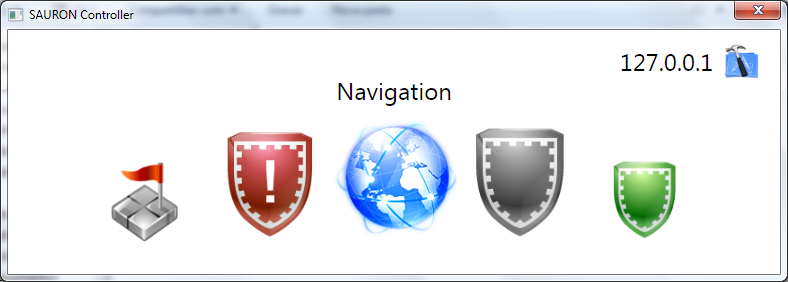 SAURON Controller
127.0.0.1
Navigation
!